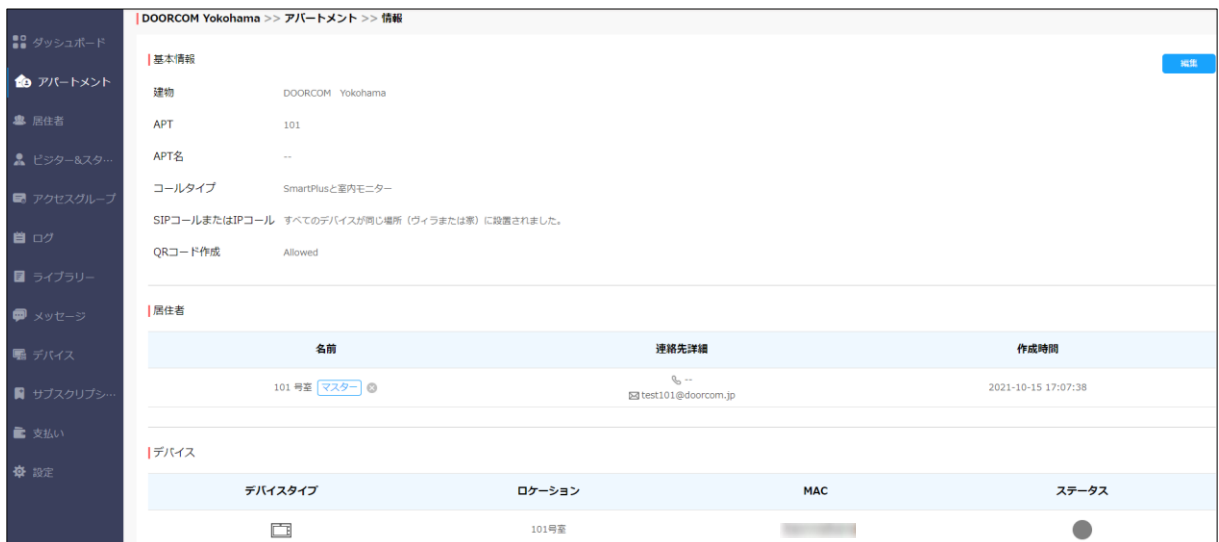 DOORCOM Yokohama >> アパートメント >> 情報
ダッシュボード
アパートメント
居住者
ビジター&スタ…
アクセスグループ
ログ
ライブラリー
メッセージ
デバイス
サブスクリプシ…
支払い
設定
基本情報
編集
建物 DOORCOM Yokohama
APT 101
APT名 --
コールタイプ SmartPlusと室内モニター
SIPコールまたはIPコール すべてのデバイスが同じ場所（ヴィラまたは家）に設置されました。
QRコード作成 Allowed
居住者
名前 連絡先詳細 作成時間
101 号室 マスター -- 2021-10-15 17:07:38
test101@doorcom.jp
デバイス
デバイスタイプ ロケーション MAC ステータス
101号室